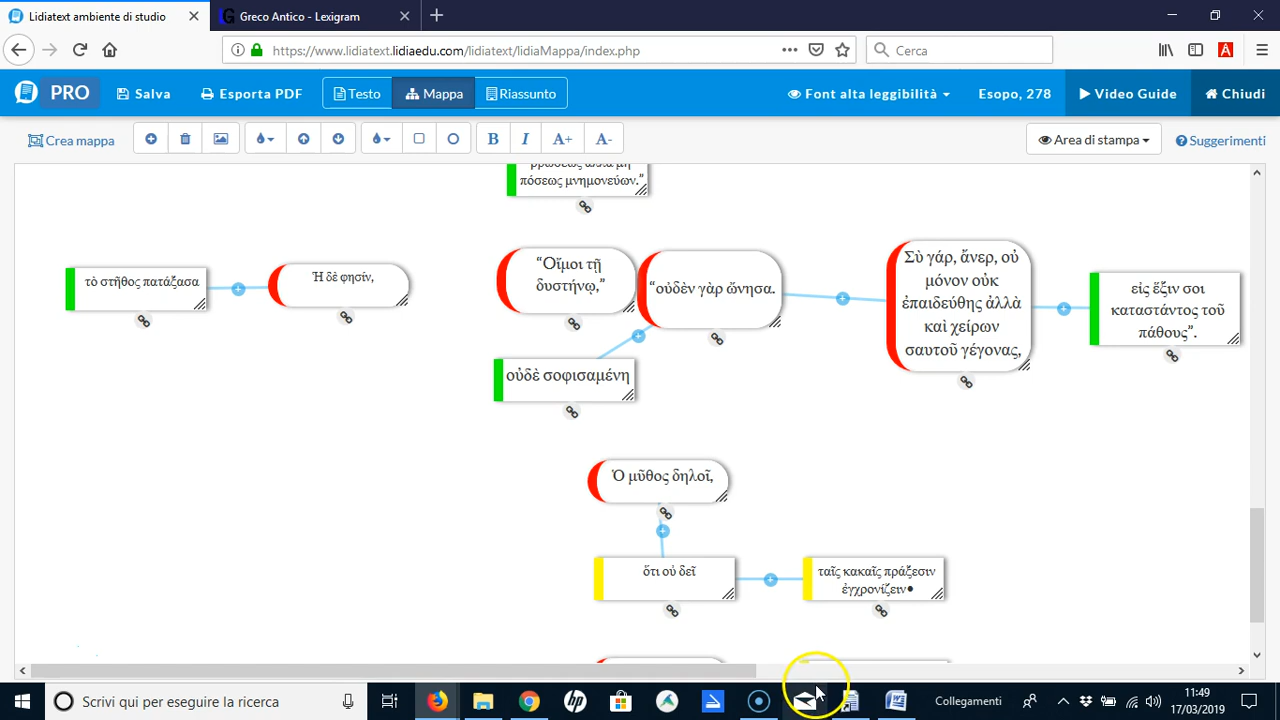 Lidiatext ambiente di studio
Greco Antico - Lexigram
https://www.lidiatext.lidiaedu.com/lidiatext/lidiaMappa/index.php
Cerca
PRO
Salva
Esporta PDF
Testo
Mappa
Riassunto
Font alta leggibilità
Esopo, 278
Video Guide
Chiudi
Crea mappa
B
I
A+
A-
Area di stampa
Suggerimenti
πόσεως μνημονεύων.”
τὸ στῆθος πατάξασα
Ἡ δὲ φησίν,
“Οἴμοι τῇ
δυστήνῳ,”
“οὐδὲν γὰρ ὤνησα.
Σὺ γάρ, ἄνερ, οὐ
μόνον οὐκ
ἐπαιδεύθης ἀλλὰ
καὶ χείρων
σαυτοῦ γέγονας,
εἰς ἕξιν σοι
καταστάντος τοῦ
πάθους”.
οὐδὲ σοφισαμένη
Ὁ μῦθος δηλοῖ,
ὅτι οὐ δεῖ
ταῖς κακαῖς πράξεσιν
ἐγχρονίζειν•
Scrivi qui per eseguire la ricerca
Collegamenti
11:49
17/03/2019